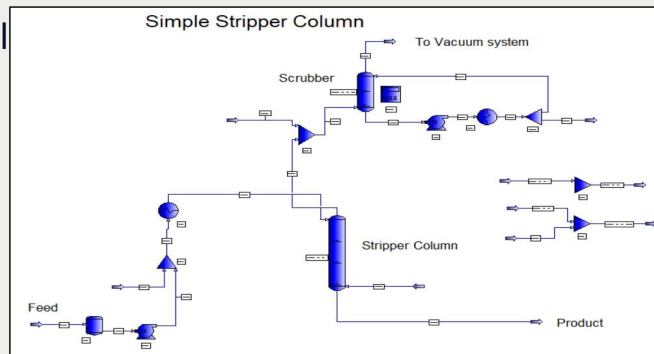 Simple Stripper Column
To Vacuum system
Scrubber
Stripper Column
Feed
Product